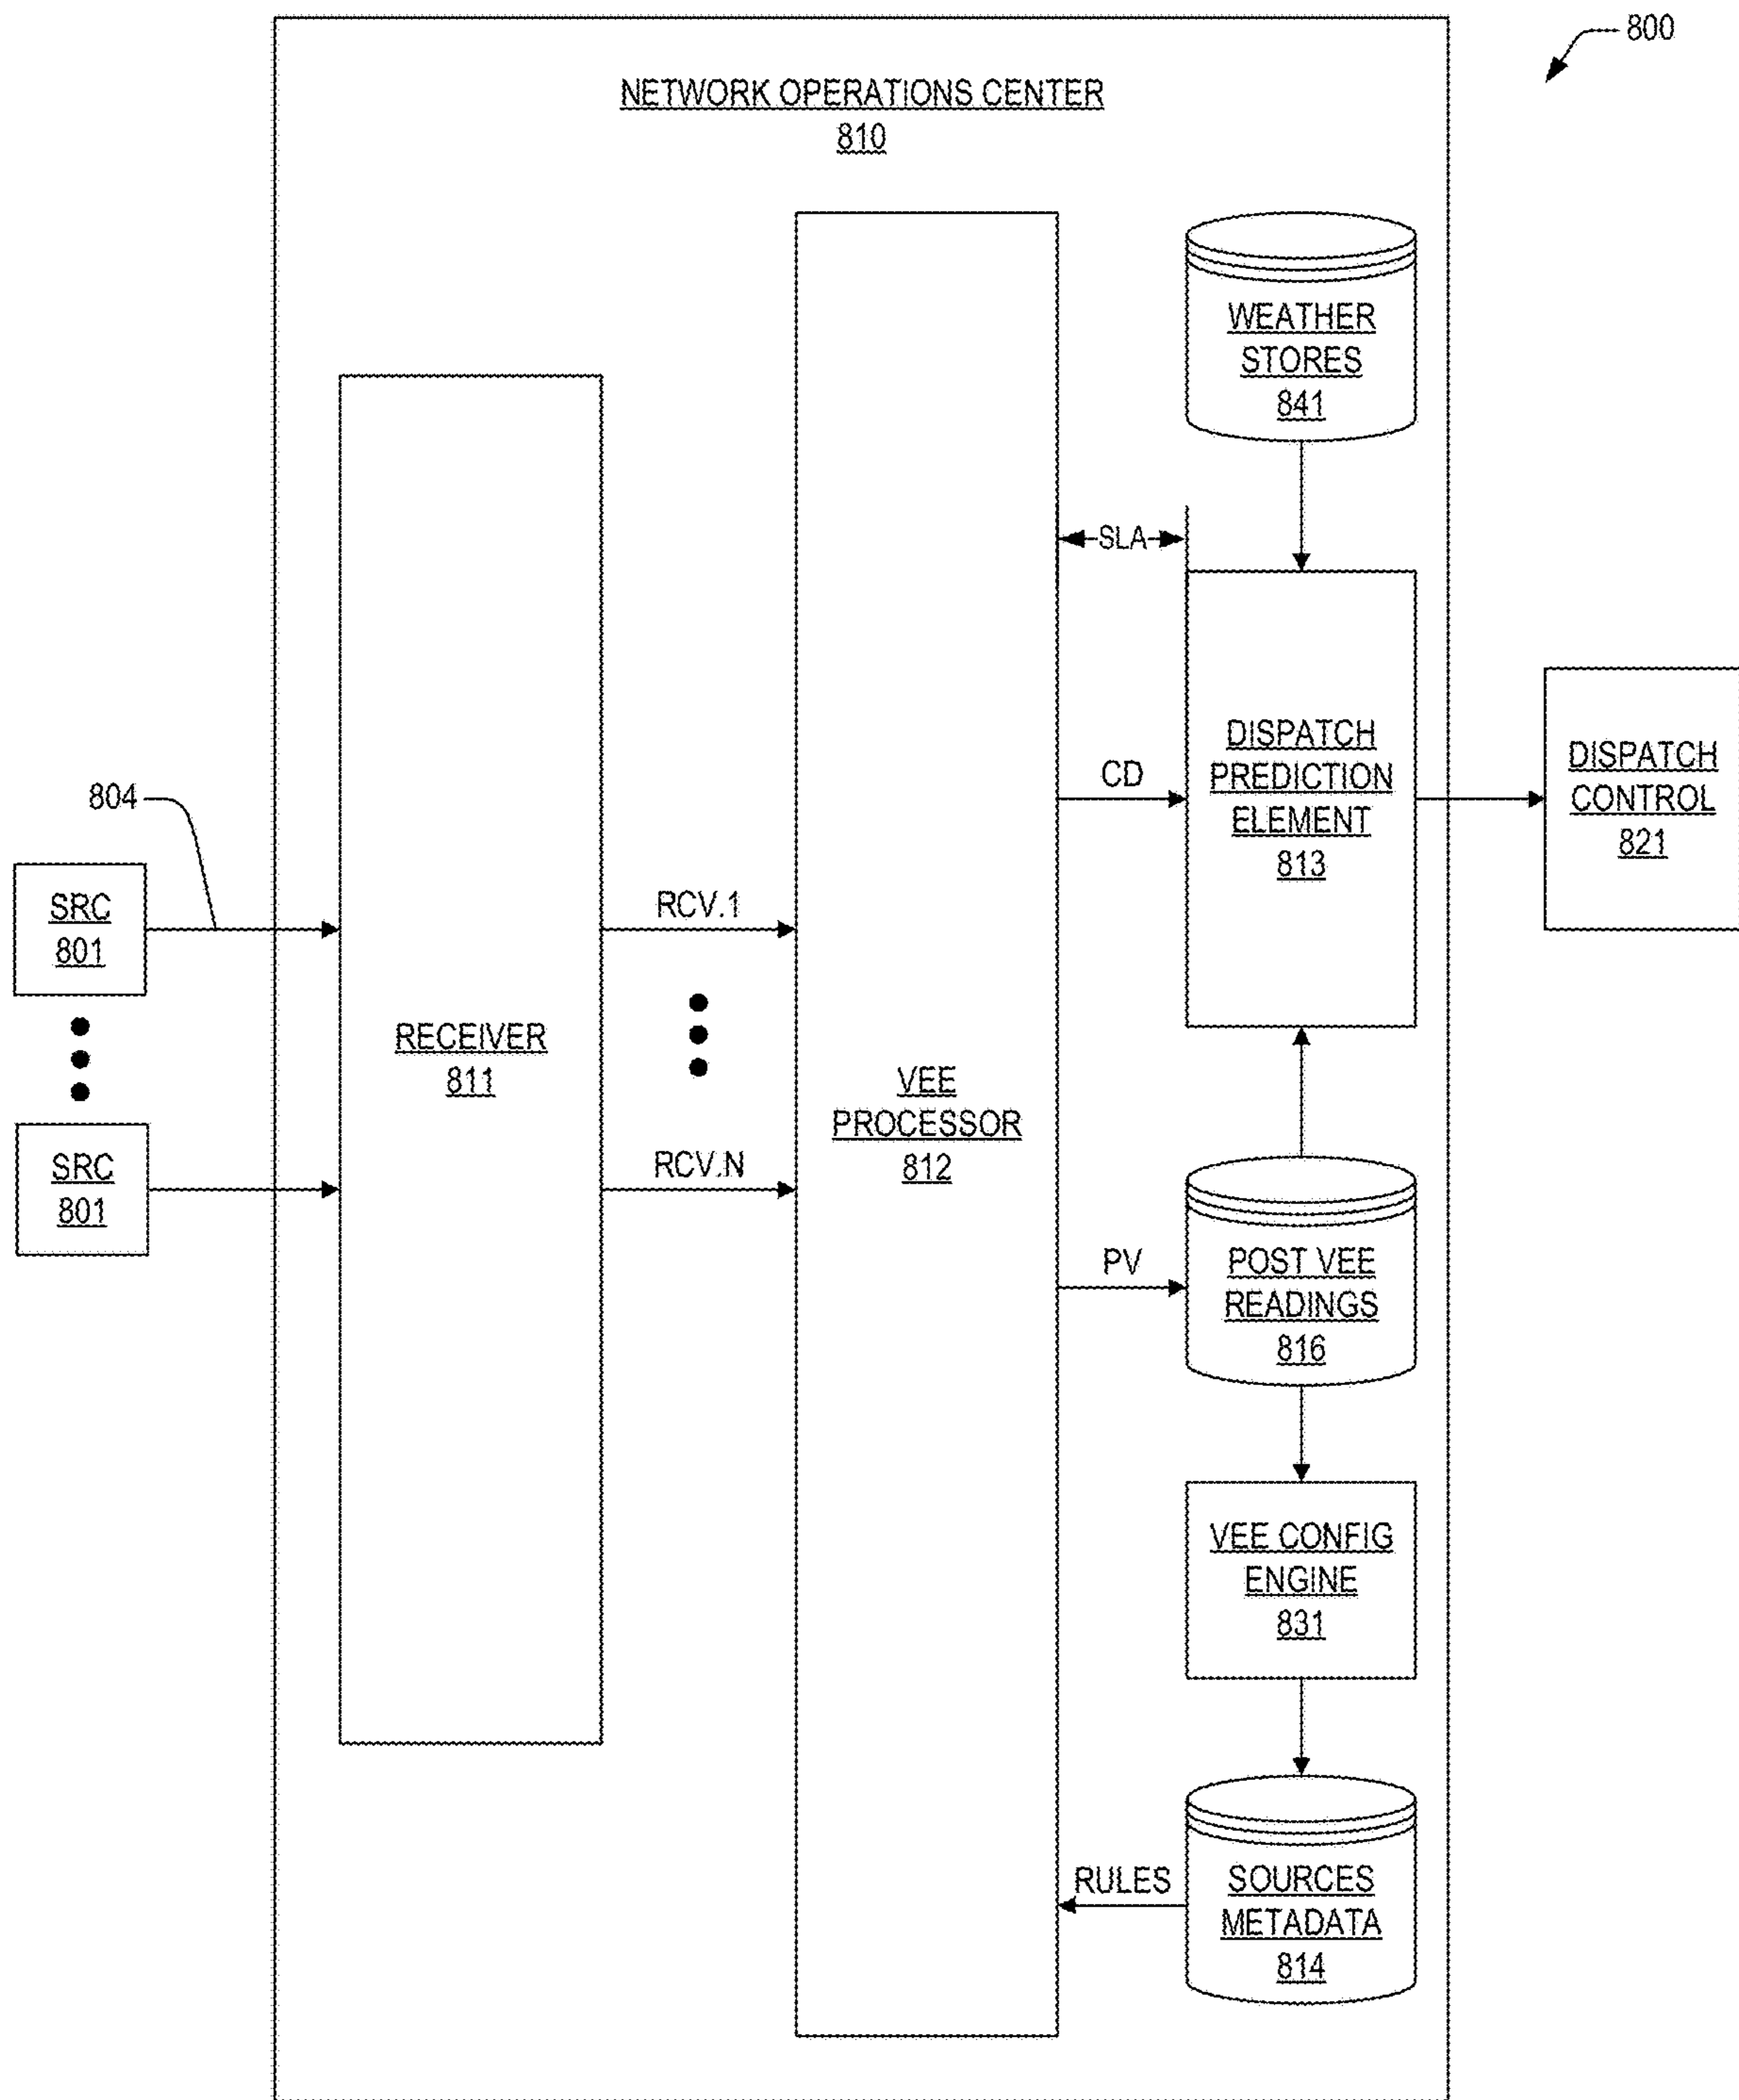 800
NETWORK OPERATIONS CENTER
810
WEATHER
STORES
841
SLA
DISPATCH
PREDICTION
ELEMENT
813
CD
DISPATCH
CONTROL
821
804
SRC
801
RCV.1
RECEIVER
811
VEE
PROCESSOR
812
SRC
801
RCV.N
PV
POST VEE
READINGS
816
VEE CONFIG
ENGINE
831
RULES
SOURCES
METADATA
814